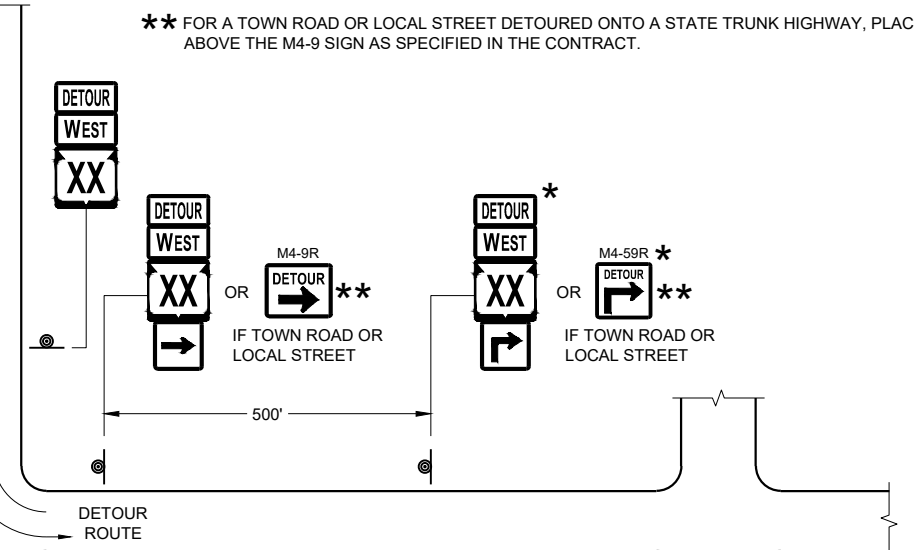 ** FOR A TOWN ROAD OR LOCAL STREET DETOURED ONTO A STATE TRUNK HIGHWAY, PLAC
ABOVE THE M4-9 SIGN AS SPECIFIED IN THE CONTRACT.
DETOUR
WEST
XX
DETOUR
WEST
XX
OR
M4-9R
DETOUR
**
IF TOWN ROAD OR
LOCAL STREET
DETOUR *
WEST
XX
OR
M4-59R *
DETOUR
**
IF TOWN ROAD OR
LOCAL STREET
500'
DETOUR
ROUTE